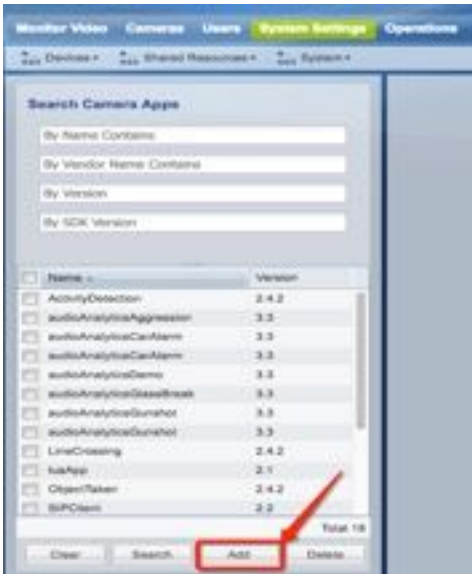 Monitor Video Cameras Users System Settings Operations
Devices Shared Resources System
Search Camera Apps
By Name Contains
By Vendor Name Contains
By Version
By SDK Version
Name Version
ActivityDetection 2.4.2
audioAnalyticsAggression 3.3
audioAnalyticsCarAlarm 3.3
audioAnalyticsCarAlarm 3.3
audioAnalyticsDemo 3.3
audioAnalyticsGlassBreak 3.3
audioAnalyticsGunshot 3.3
audioAnalyticsGunshot 3.3
LineCrossing 2.4.2
luaApp 2.1
ObjectTaken 2.4.2
SIPClient 2.2
Total 18
Clear Search Add Delete